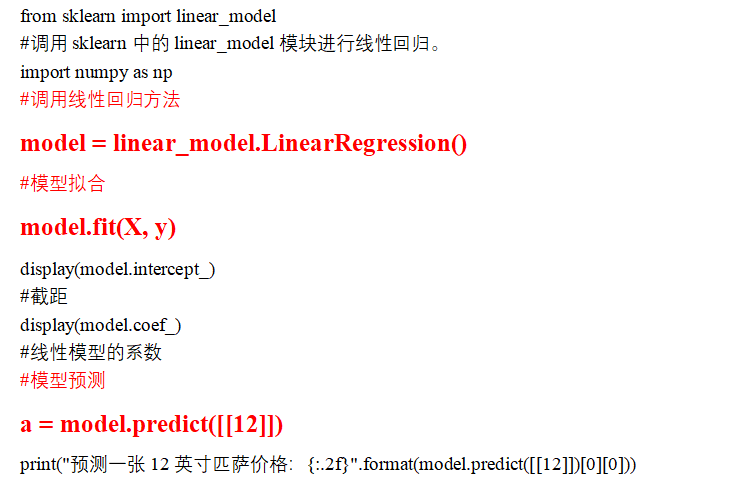 from sklearn import linear_model
#调用 sklearn 中的 linear_model 模块进行线性回归。
import numpy as np
#调用线性回归方法
model = linear_model.LinearRegression()
#模型拟合
model.fit(X, y)
display(model.intercept_)
#截距
display(model.coef_)
#线性模型的系数
#模型预测
a = model.predict([[12]])
print("预测一张 12 英寸匹萨价格：{:.2f}".format(model.predict([[12]])[0][0]))